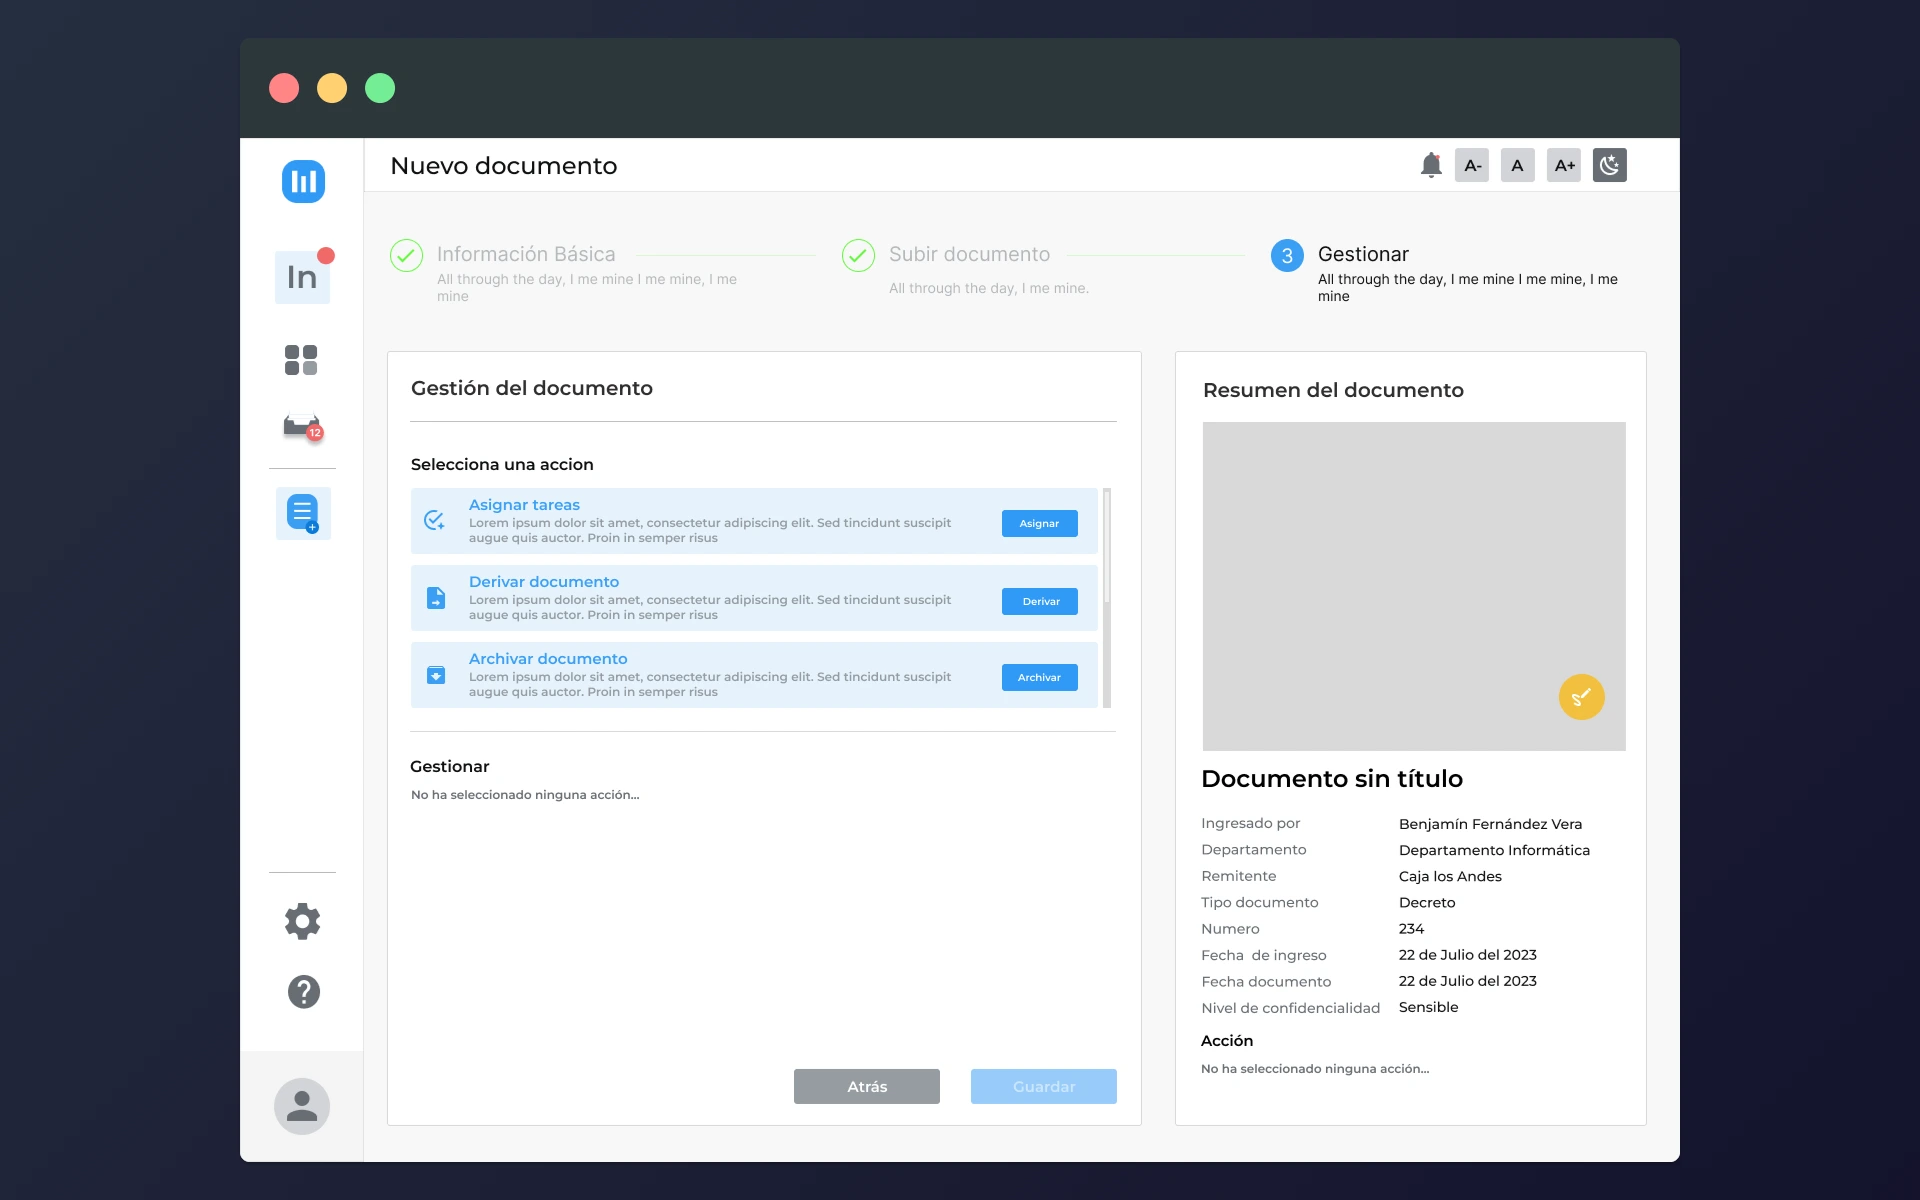 Nuevo documento
A-
A
A+
In
12
Información Básica
All through the day, I me mine I me mine, I me
mine
Subir documento
All through the day, I me mine.
3
Gestionar
All through the day, I me mine I me mine, I me
mine
Gestión del documento
Selecciona una accion
Asignar tareas
Lorem ipsum dolor sit amet, consectetur adipiscing elit. Sed tincidunt suscipit
augue quis auctor. Proin in semper risus
Asignar
Derivar documento
Lorem ipsum dolor sit amet, consectetur adipiscing elit. Sed tincidunt suscipit
augue quis auctor. Proin in semper risus
Derivar
Archivar documento
Lorem ipsum dolor sit amet, consectetur adipiscing elit. Sed tincidunt suscipit
augue quis auctor. Proin in semper risus
Archivar
Gestionar
No ha seleccionado ninguna acción...
Atrás
Guardar
Resumen del documento
Documento sin título
Ingresado por Benjamín Fernández Vera
Departamento Departamento Informática
Remitente Caja los Andes
Tipo documento Decreto
Numero 234
Fecha de ingreso 22 de Julio del 2023
Fecha documento 22 de Julio del 2023
Nivel de confidencialidad Sensible
Acción
No ha seleccionado ninguna acción...